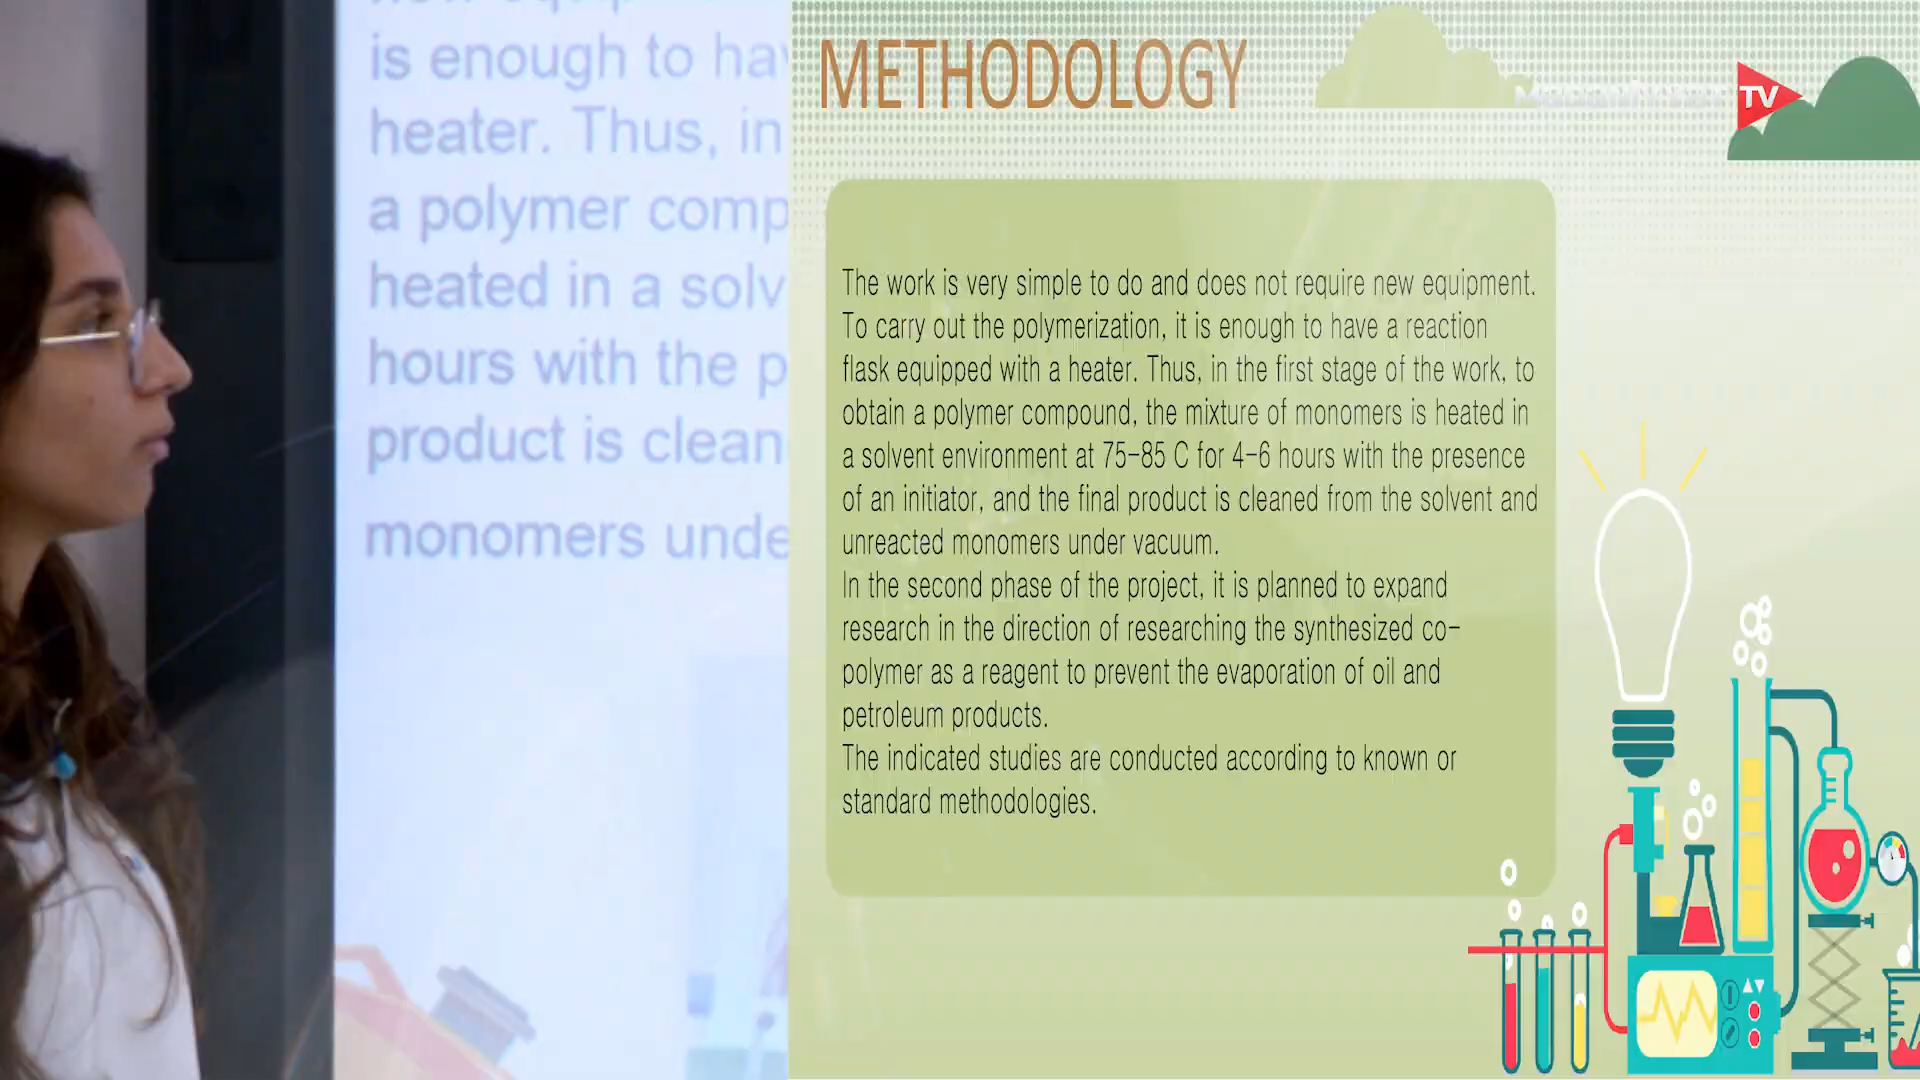 is enough to hav
heater. Thus, in
a polymer comp
heated in a solv
hours with the p
product is clean
monomers unde
METHODOLOGY
TV
The work is very simple to do and does not require new equipment.
To carry out the polymerization, it is enough to have a reaction
flask equipped with a heater. Thus, in the first stage of the work, to
obtain a polymer compound, the mixture of monomers is heated in
a solvent environment at 75-85 C for 4-6 hours with the presence
of an initiator, and the final product is cleaned from the solvent and
unreacted monomers under vacuum.
In the second phase of the project, it is planned to expand
research in the direction of researching the synthesized co-
polymer as a reagent to prevent the evaporation of oil and
petroleum products.
The indicated studies are conducted according to known or
standard methodologies.